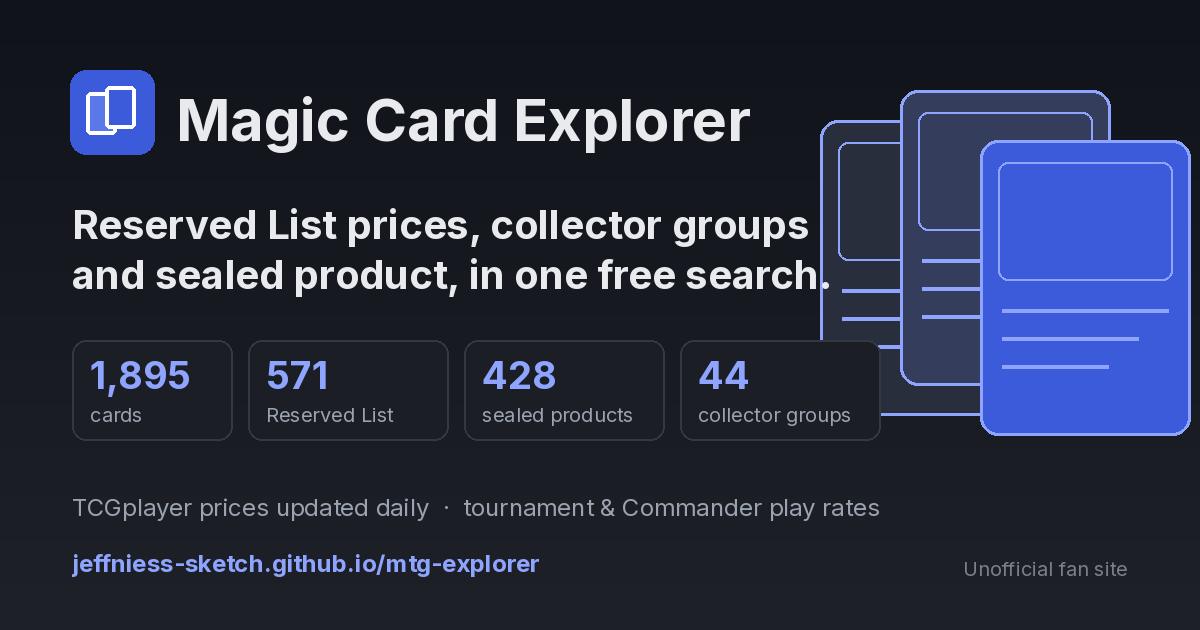 Magic Card Explorer
Reserved List prices, collector groups
and sealed product, in one free search.
1,895
cards
571
Reserved List
428
sealed products
44
collector groups
TCGplayer prices updated daily · tournament & Commander play rates
jeffniess-sketch.github.io/mtg-explorer
Unofficial fan site